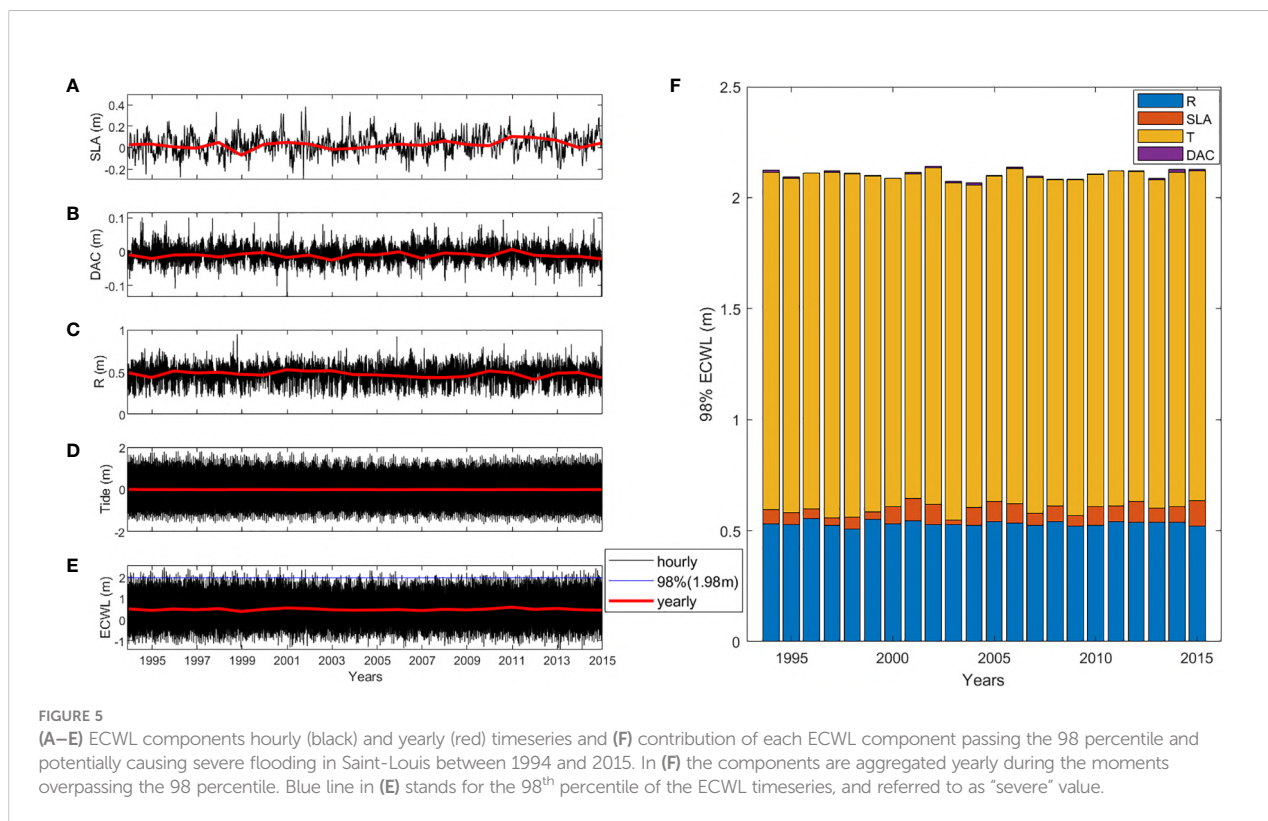 A
SLA (m)
0.4
0.2
0
-0.2
B
DAC (m)
0.1
0
-0.1
C
R (m)
1
0.5
0
D
Tide (m)
2
0
-2
E
ECWL (m)
2
1
0
-1
1995 1997 1999 2001 2003 2005 2007 2009 2011 2013 2015
Years
hourly
98%(1.98m)
yearly
F
98% ECWL (m)
2.5
2
1.5
1
0.5
0
1995 2000 2005 2010 2015
Years
R
SLA
T
DAC
FIGURE 5
(A–E) ECWL components hourly (black) and yearly (red) timeseries and (F) contribution of each ECWL component passing the 98 percentile and
potentially causing severe flooding in Saint-Louis between 1994 and 2015. In (F) the components are aggregated yearly during the moments
overpassing the 98 percentile. Blue line in (E) stands for the 98th percentile of the ECWL timeseries, and referred to as “severe” value.